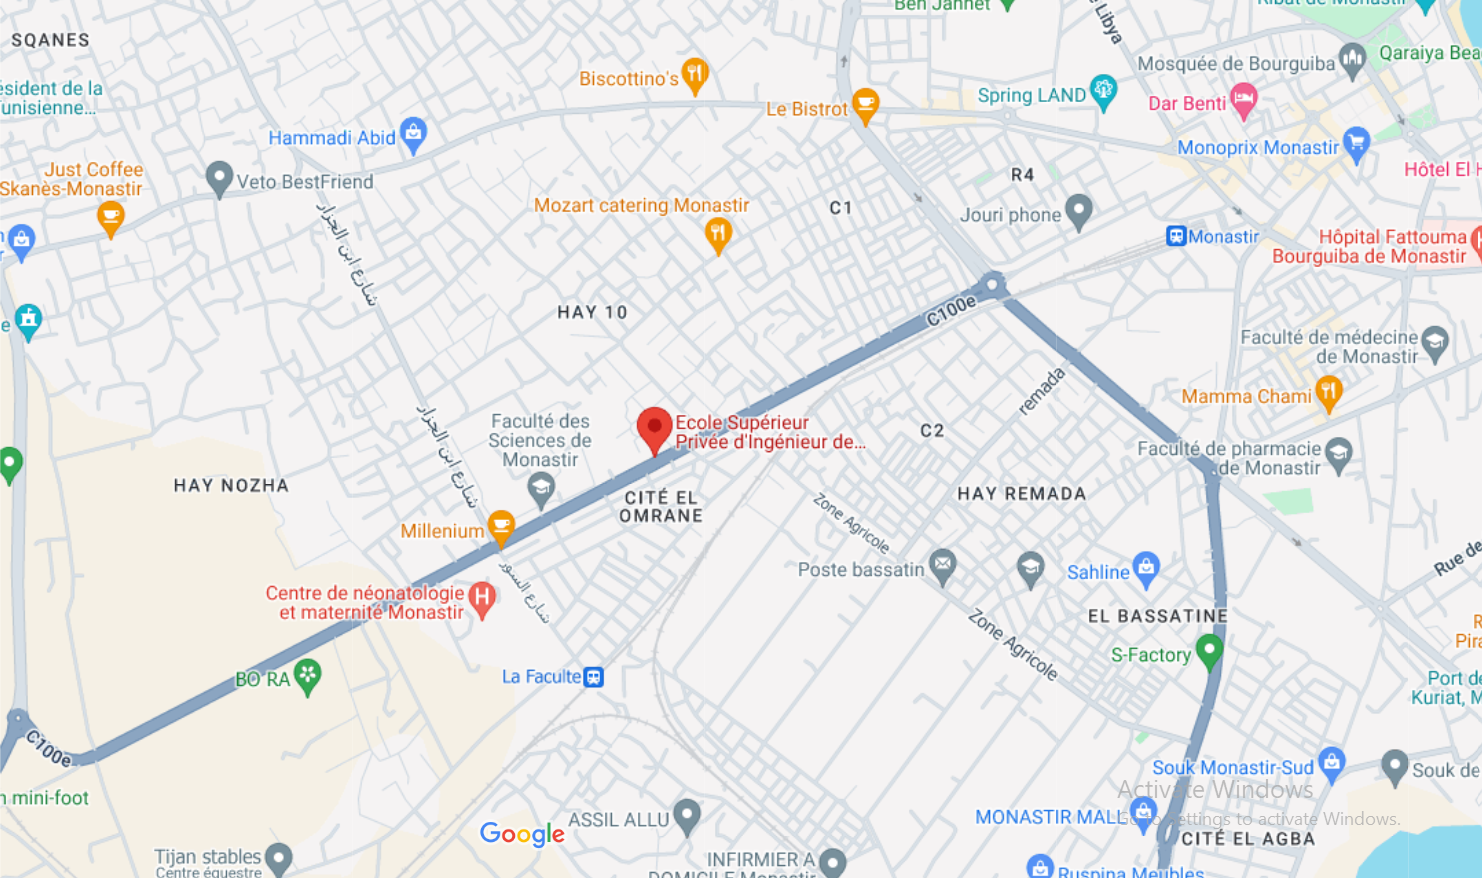 Ben Jannet
Libya
Ribat de Monastir
SQANES
Mosquée de Bourguiba
Qaraiya Bea
Biscottino's
ésident de la
unisienne...
Spring LAND
Dar Benti
Le Bistrot
Hammadi Abid
Monoprix Monastir
Just Coffee
Skanès-Monastir
Veto BestFriend
Hôtel El H
R4
شارع ابن الجزار
Mozart catering Monastir
C1
Jouri phone
Monastir
Hôpital Fattouma
Bourguiba de Monastir
HAY 10
C100e
Faculté de médecine
de Monastir
remada
Mamma Chami
شارع ابن الجزار
Faculté des
Sciences de
Monastir
Ecole Supérieur
Privée d'Ingénieur de...
C2
Faculté de pharmacie
de Monastir
HAY NOZHA
CITÉ EL
OMRANE
HAY REMADA
Zone Agricole
Millenium
شارع السور
Poste bassatin
Sahline
Rue de
Centre de néonatologie
et maternité Monastir
EL BASSATINE
Zone Agricole
S-Factory
BO RA
La Faculte
Port de
Kuriat, M
C100e
Souk Monastir-Sud
Souk de
Activate Windows
n mini-foot
MONASTIR MALL
Go to Settings to activate Windows.
Google
ASSIL ALLU
CITÉ EL AGBA
Tijan stables
Centre équestre
INFIRMIER A
DOMICILE Monastir
Ruspina Meubles